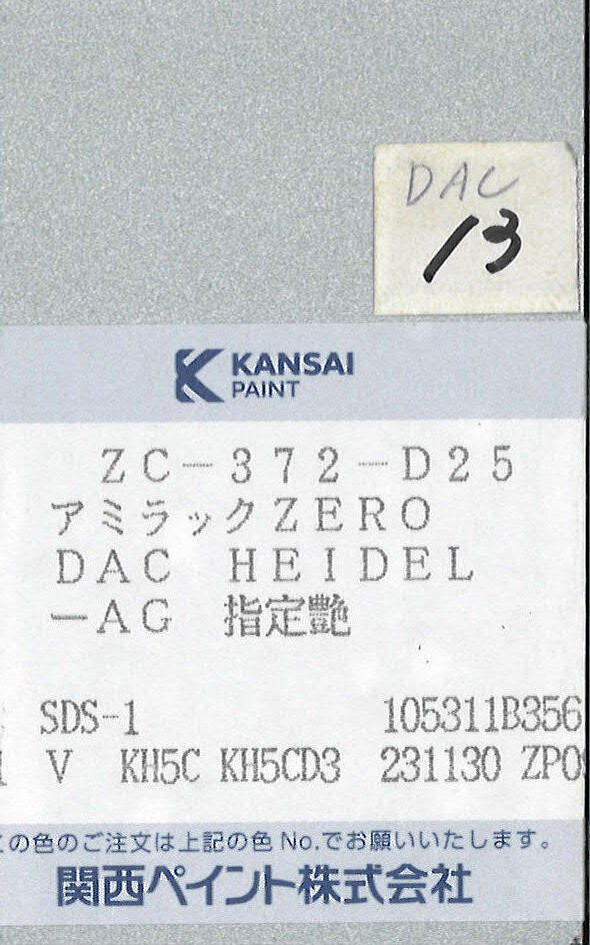 DAC
13
KANSAI
PAINT
ZC-372-D25
アミラックZERO
DAC HEIDEL
-AG 指定艶
SDS-1 105311B356
V KH5C KH5CD3 231130 ZP0
の色のご注文は上記の色No.でお願いいたします。
関西ペイント株式会社